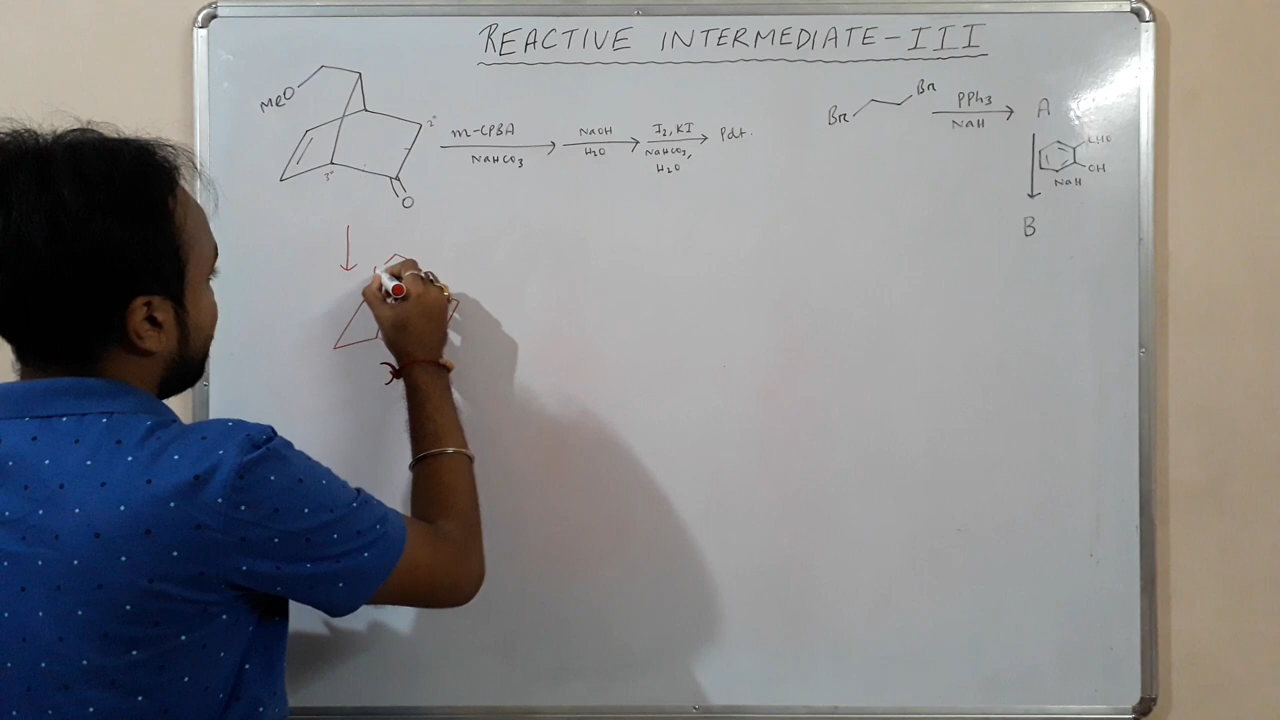 REACTIVE INTERMEDIATE-III
MeO
2°
3°
O
m-CPBA
NaHCO3
NaOH
H2O
I2, KI
NaHCO3,
H2O
Pdt.
Br
Br
PPh3
NaH
A
CHO
OH
NaH
B